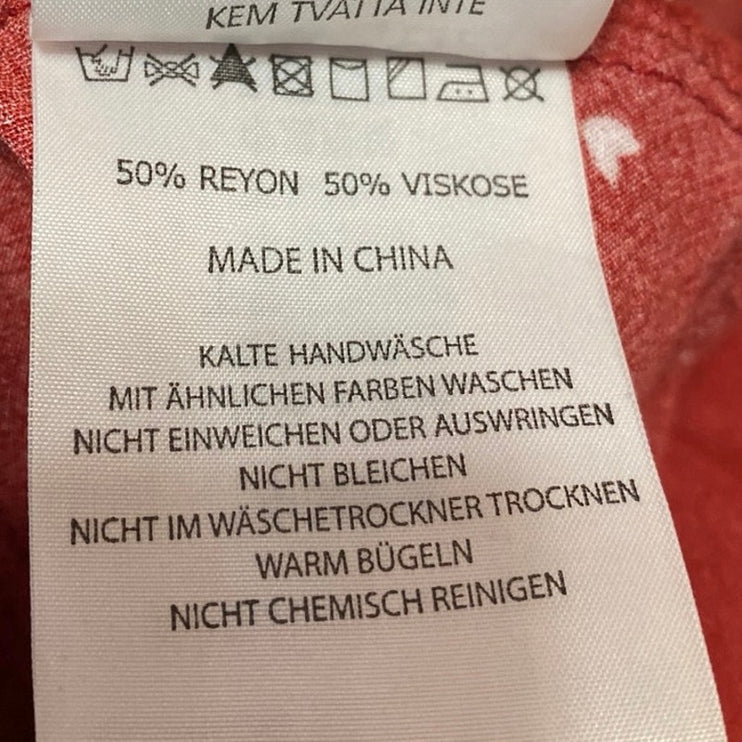 KEM TVÄTTA INTE
50% REYON 50% VISKOSE
MADE IN CHINA
KALTE HANDWÄSCHE
MIT ÄHNLICHEN FARBEN WASCHEN
NICHT EINWEICHEN ODER AUSWRINGEN
NICHT BLEICHEN
NICHT IM WÄSCHETROCKNER TROCKNEN
WARM BÜGELN
NICHT CHEMISCH REINIGEN